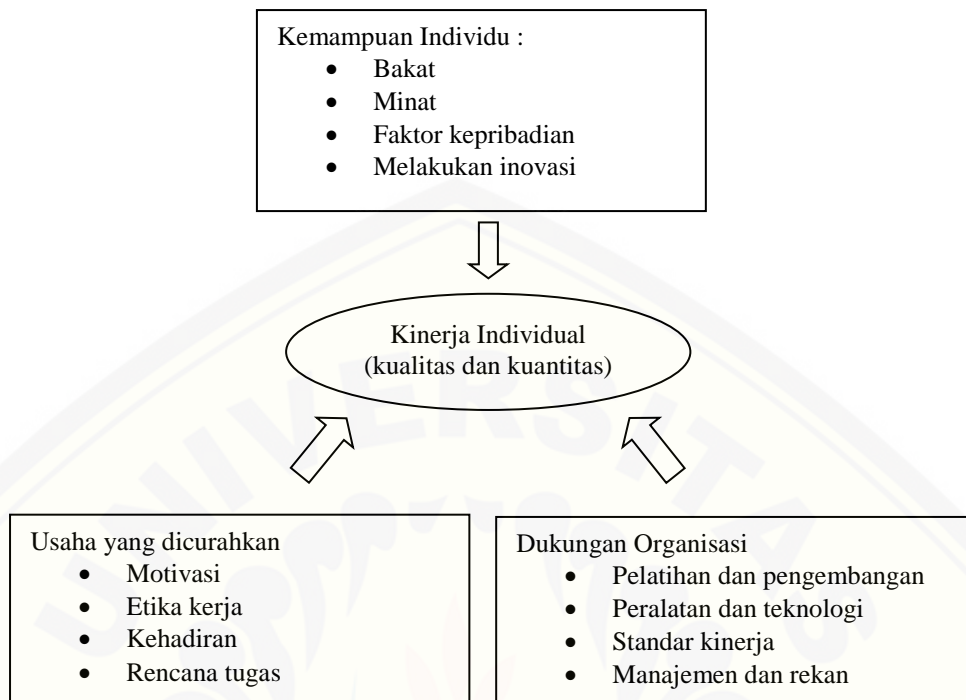 Kemampuan Individu :
• Bakat
• Minat
• Faktor kepribadian
• Melakukan inovasi
Kinerja Individual
(kualitas dan kuantitas)
Usaha yang dicurahkan
• Motivasi
• Etika kerja
• Kehadiran
• Rencana tugas
Dukungan Organisasi
• Pelatihan dan pengembangan
• Peralatan dan teknologi
• Standar kinerja
• Manajemen dan rekan
UNIVERSITAS